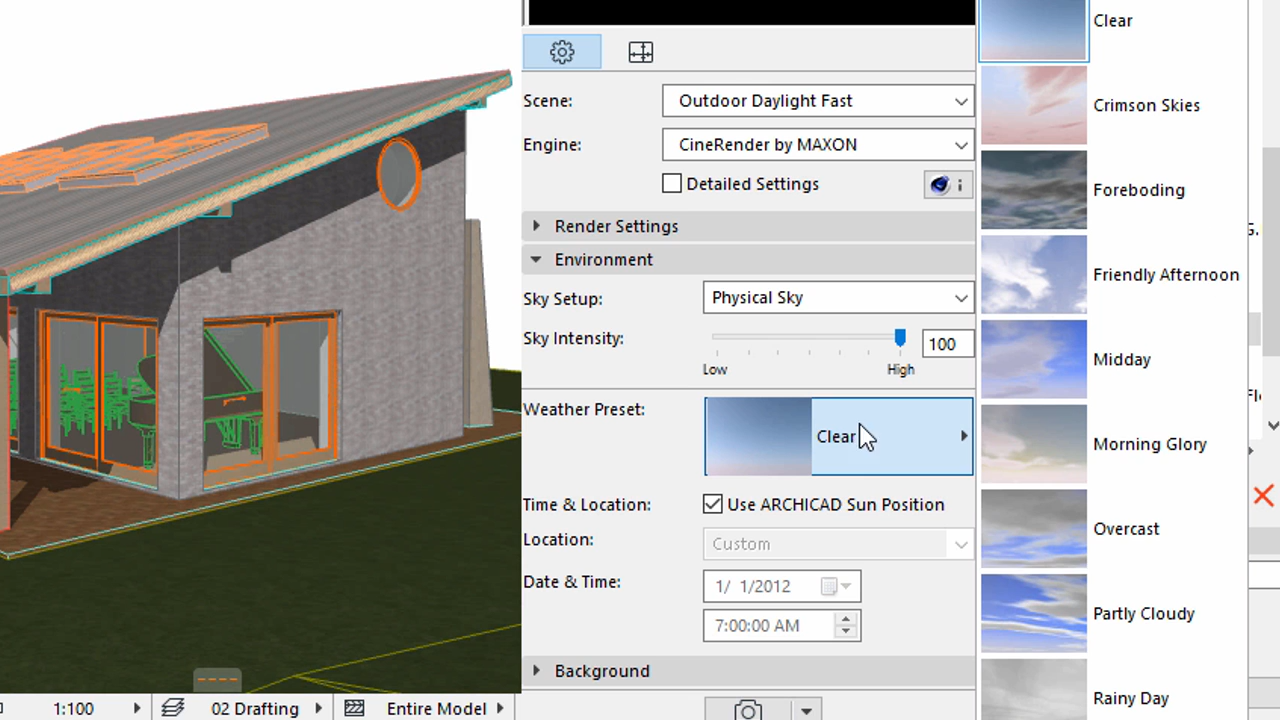 Scene:
Outdoor Daylight Fast
Engine:
CineRender by MAXON
Detailed Settings
i
Render Settings
Environment
Sky Setup:
Physical Sky
Sky Intensity:
100
Low
High
Weather Preset:
Clear
Time & Location:
Use ARCHICAD Sun Position
Location:
Custom
Date & Time:
1/ 1/2012
7:00:00 AM
Background
Clear
Crimson Skies
Foreboding
Friendly Afternoon
Midday
Morning Glory
Overcast
Partly Cloudy
Rainy Day
1:100
02 Drafting
Entire Model